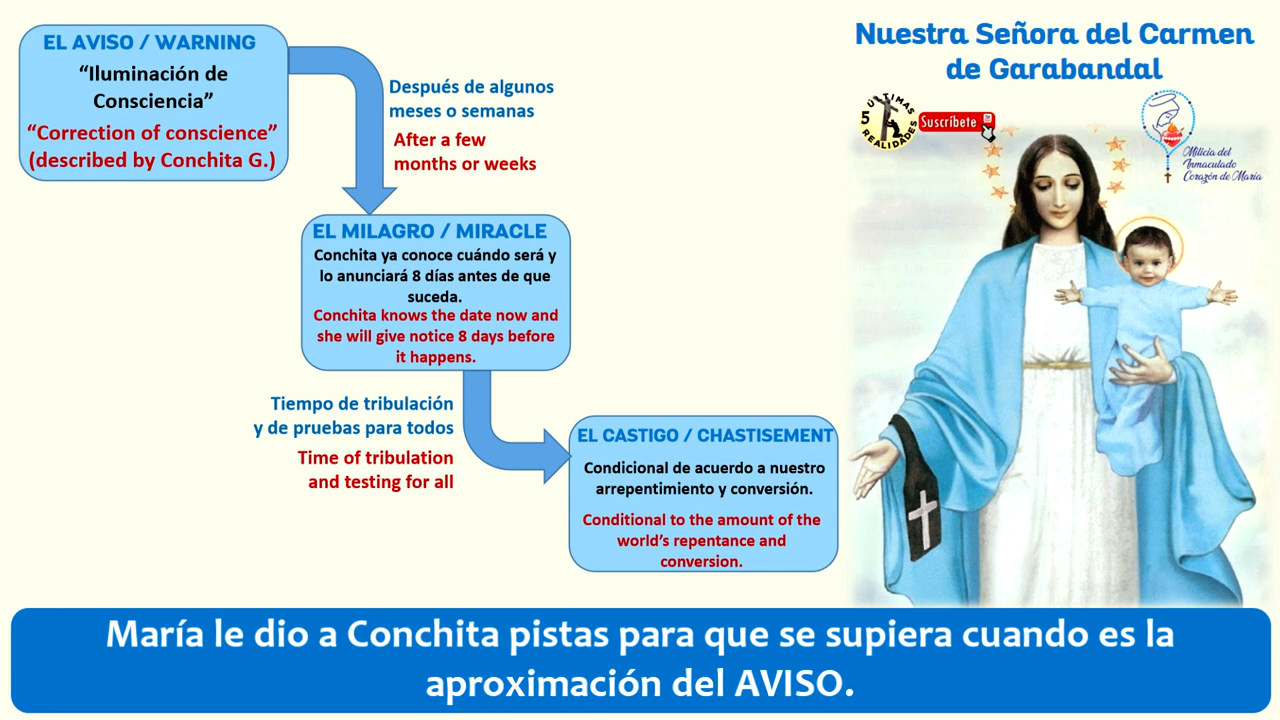 EL AVISO / WARNING
“Iluminación de
Consciencia”
“Correction of conscience”
(described by Conchita G.)
Después de algunos
meses o semanas
After a few
months or weeks
EL MILAGRO / MIRACLE
Conchita ya conoce cuándo será y
lo anunciará 8 días antes de que
suceda.
Conchita knows the date now and
she will give notice 8 days before
it happens.
Tiempo de tribulación
y de pruebas para todos
Time of tribulation
and testing for all
EL CASTIGO / CHASTISEMENT
Condicional de acuerdo a nuestro
arrepentimiento y conversión.
Conditional to the amount of the
world’s repentance and
conversion.
Nuestra Señora del Carmen
de Garabandal
5 ÚLTIMAS
REALIDADES
Suscríbete
Milicia del
Inmaculado
Corazón de María
María le dio a Conchita pistas para que se supiera cuando es la
aproximación del AVISO.